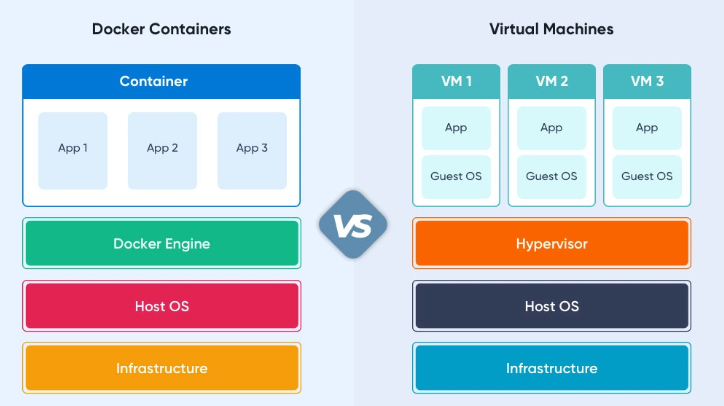 Docker Containers
Container
App 1
App 2
App 3
Docker Engine
Host OS
Infrastructure
VS
Virtual Machines
VM 1
VM 2
VM 3
App
App
App
Guest OS
Guest OS
Guest OS
Hypervisor
Host OS
Infrastructure